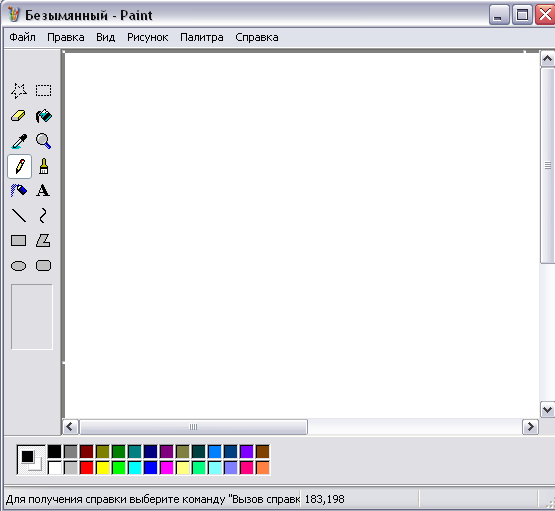 Безымянный - Paint
Файл Правка Вид Рисунок Палитра Справка
A
Для получения справки выберите команду "Вызов справк 183,198